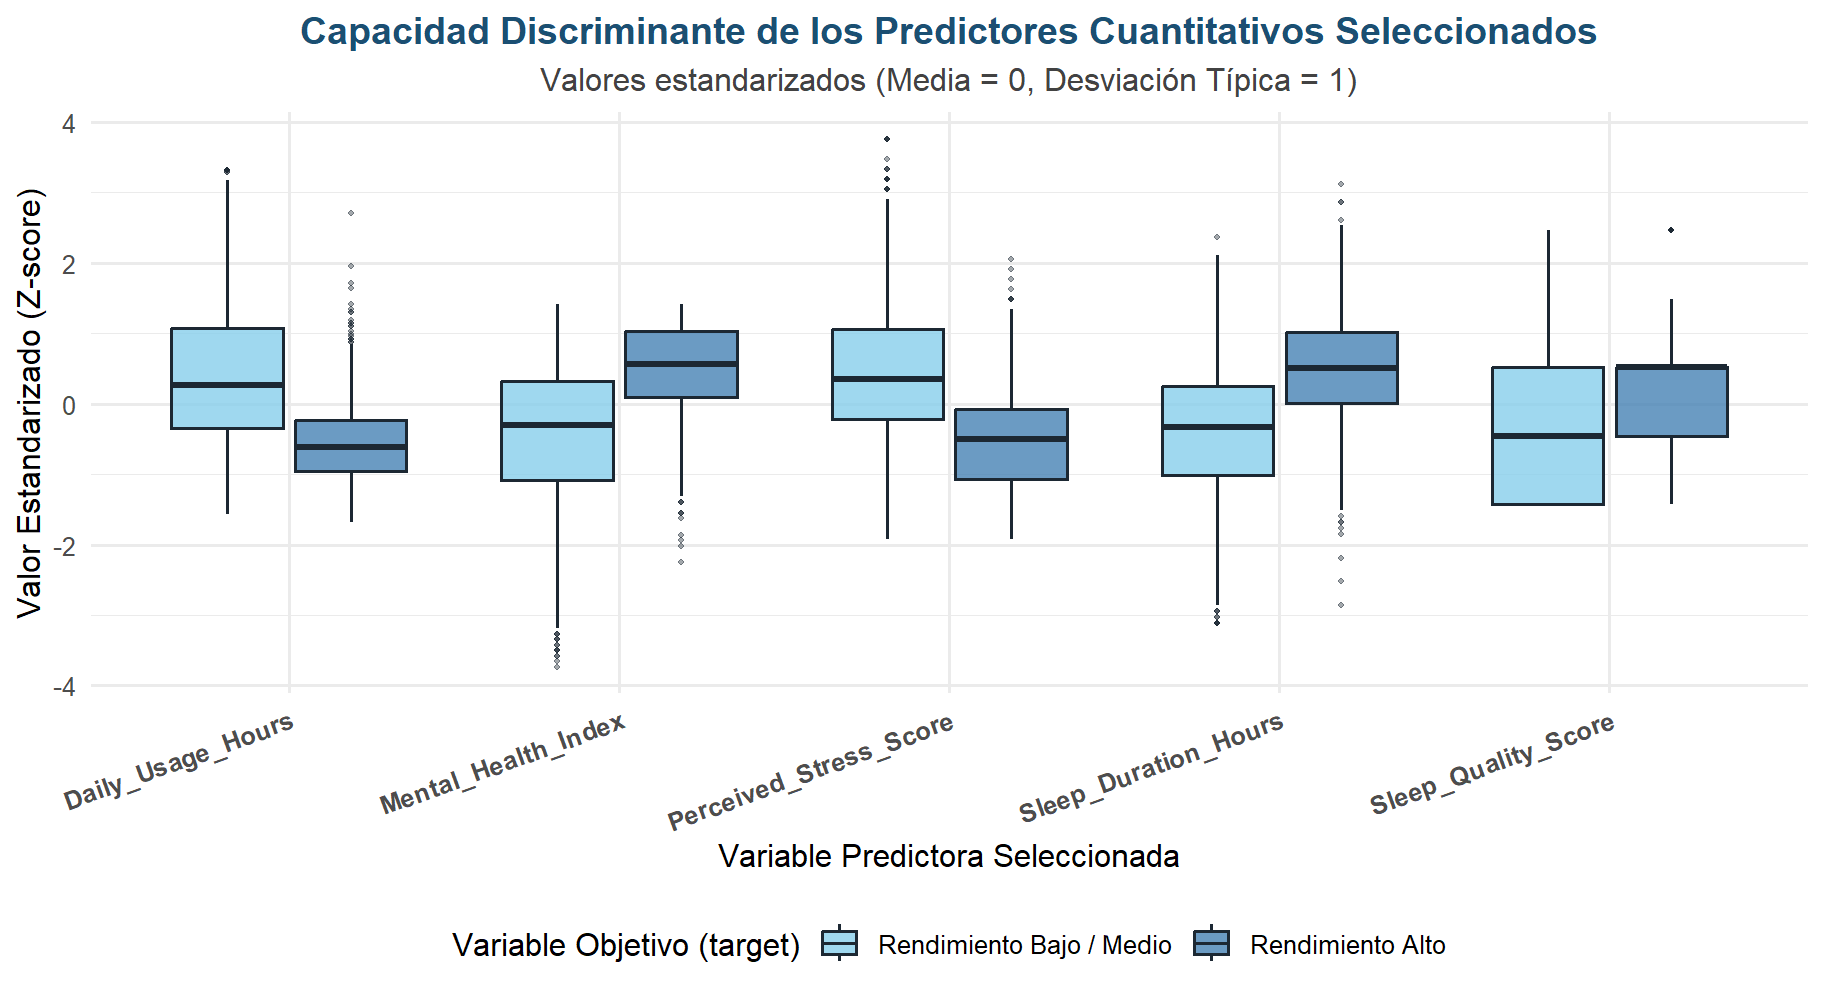 Capacidad Discriminante de los Predictores Cuantitativos Seleccionados
Valores estandarizados (Media = 0, Desviación Típica = 1)
Valor Estandarizado (Z-score)
4
2
0
-2
-4
Daily_Usage_Hours
Mental_Health_Index
Perceived_Stress_Score
Sleep_Duration_Hours
Sleep_Quality_Score
Variable Predictora Seleccionada
Variable Objetivo (target) Rendimiento Bajo / Medio Rendimiento Alto